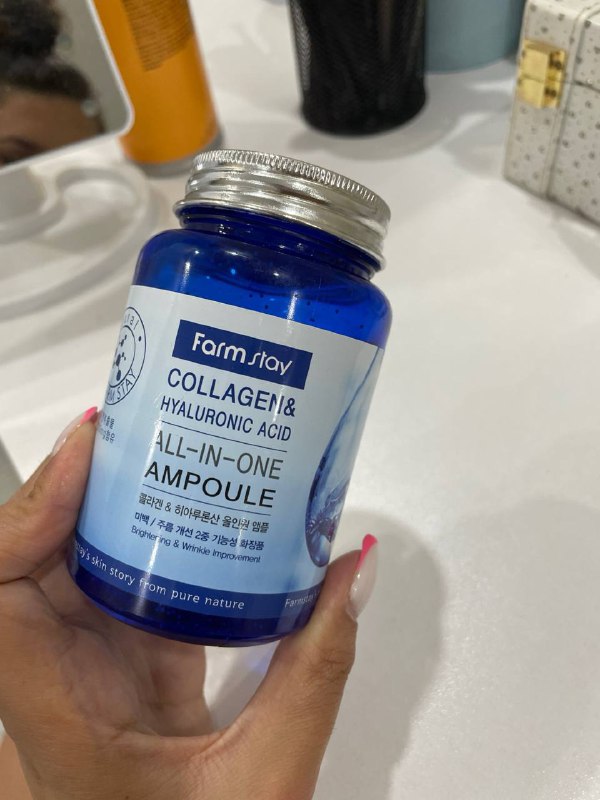 Farmstay
COLLAGEN&
HYALURONIC ACID
ALL-IN-ONE
AMPOULE
콜라겐 & 히아루론산 올인원 앰플
미백 / 주름 개선 2중 기능성 화장품
Brightening & Wrinkle Improvement
skin story from pure nature
Farmstay's